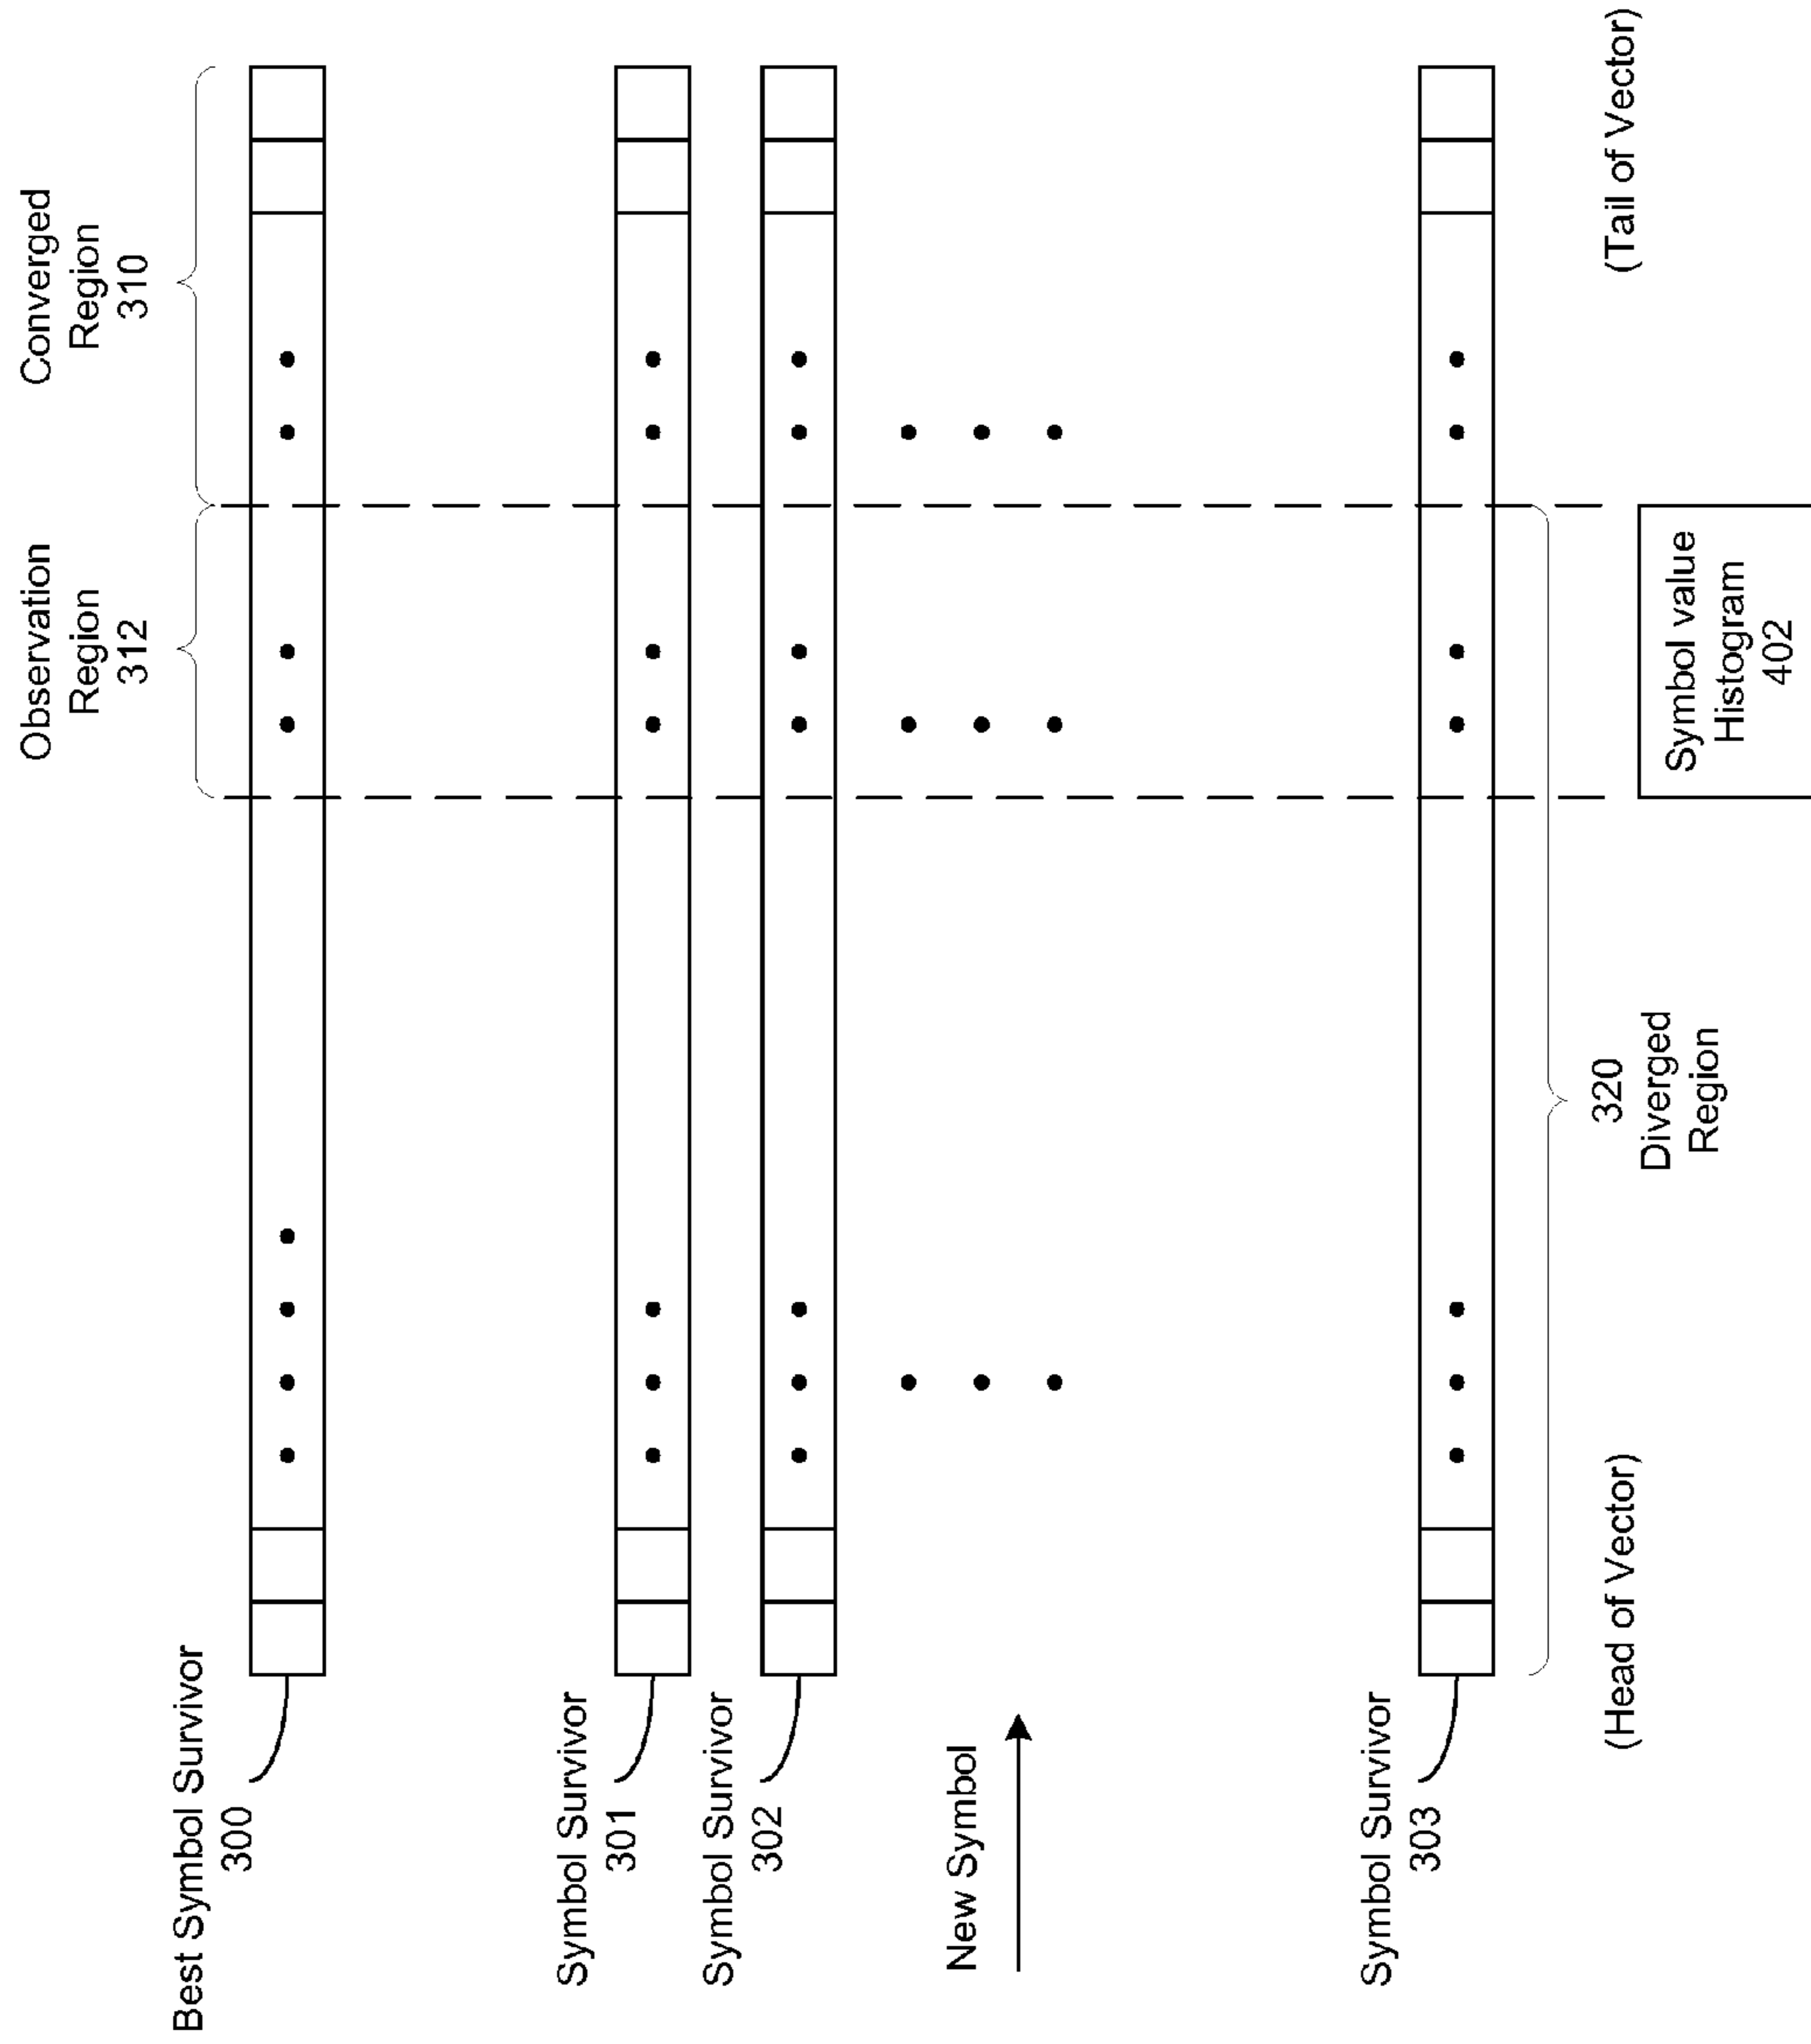 Best Symbol Survivor
300
Observation
Region
312
Converged
Region
310
Symbol Survivor
301
Symbol Survivor
302
New Symbol
Symbol Survivor
303
320
Diverged
Region
(Head of Vector)
(Tail of Vector)
Symbol value
Histogram
402